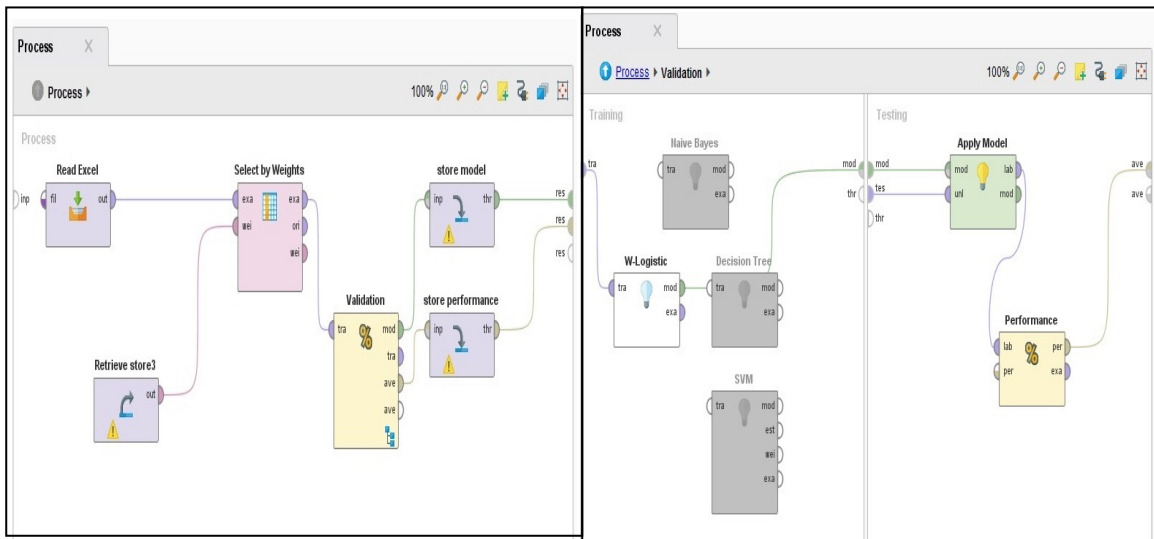 Process
Process
100%
Process
Read Excel
inp
fil
out
Select by Weights
exa
exa
wei
ori
wei
store model
inp
thr
res
res
res
Validation
tra
mod
tra
ave
ave
store performance
inp
thr
Retrieve store3
out
Process
Process Validation
100%
Training
tra
Naive Bayes
tra
mod
exa
mod
thr
W-Logistic
tra
mod
exa
Decision Tree
tra
mod
exa
SVM
tra
mod
est
wei
exa
Testing
mod
tes
thr
Apply Model
mod
lab
unl
mod
Performance
lab
per
per
exa
ave
ave